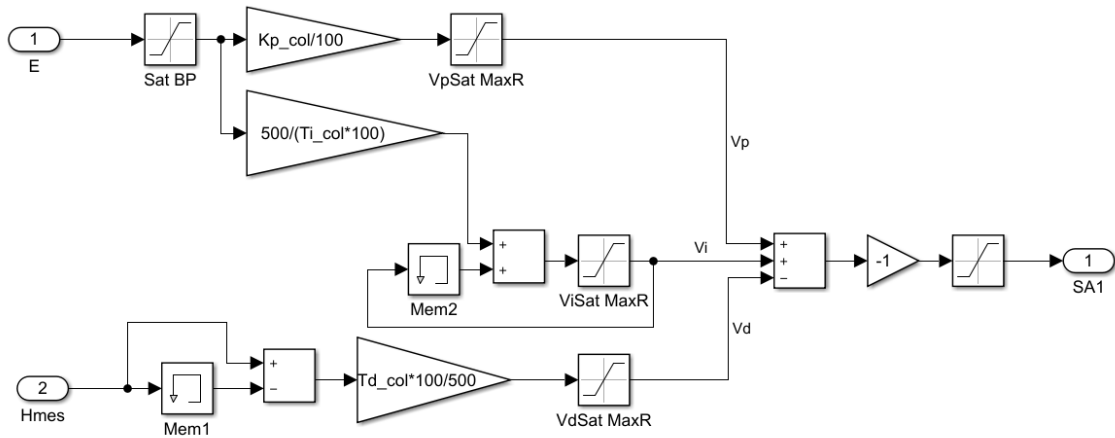 1
E
Sat BP
Kp_col/100
VpSat MaxR
500/(Ti_col*100)
Vp
+
+
Mem2
ViSat MaxR
Vi
+
+
−
-1
1
SA1
Vd
2
Hmes
Mem1
+
−
Td_col*100/500
VdSat MaxR